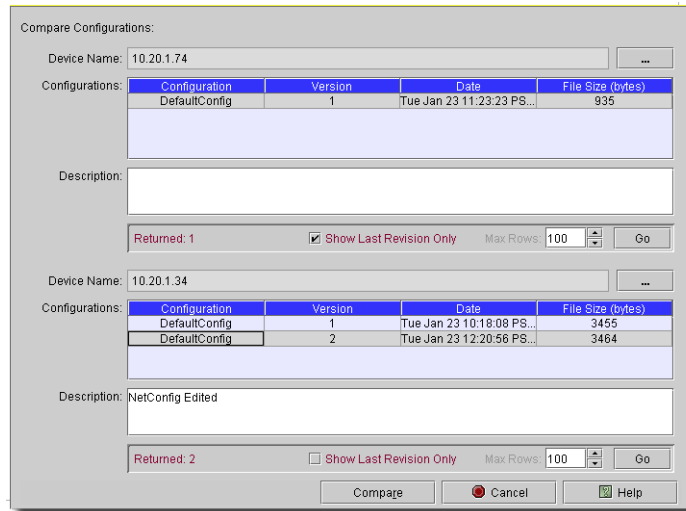 Compare Configurations:
Device Name: 10.20.1.74 ...
Configurations: Configuration Version Date File Size (bytes)
DefaultConfig 1 Tue Jan 23 11:23:23 PS... 935
Description:
Returned: 1 Show Last Revision Only Max Rows: 100 Go
Device Name: 10.20.1.34 ...
Configurations: Configuration Version Date File Size (bytes)
DefaultConfig 1 Tue Jan 23 10:18:08 PS... 3455
DefaultConfig 2 Tue Jan 23 12:20:56 PS... 3464
Description: NetConfig Edited
Returned: 2 Show Last Revision Only Max Rows: 100 Go
Compare Cancel Help